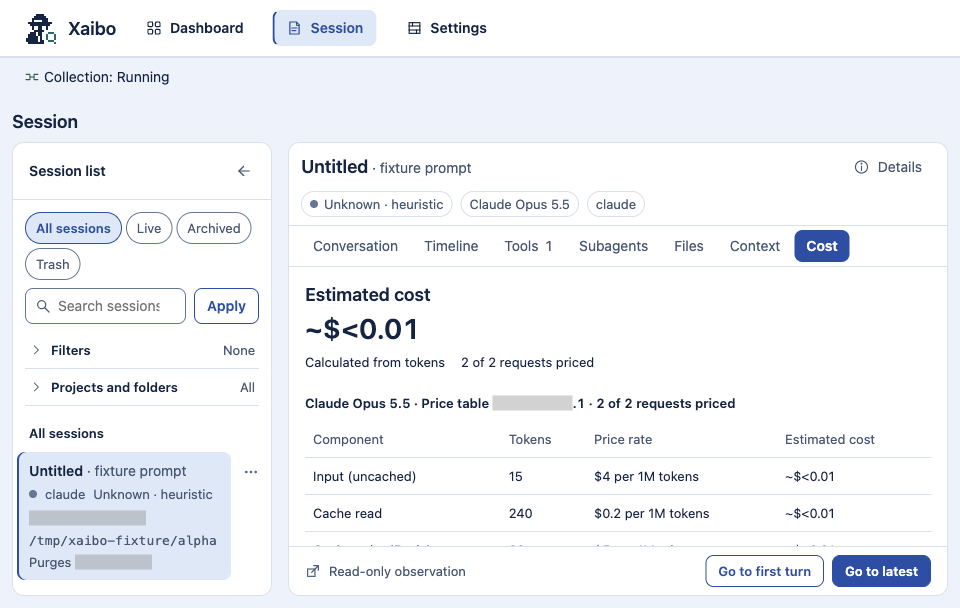 Xaibo
Dashboard
Session
Settings
Collection: Running
Session
Session list
All sessions
Live
Archived
Trash
Search sessions
Apply
Filters
None
Projects and folders
All
All sessions
Untitled · fixture prompt
claude Unknown · heuristic
/tmp/xaibo-fixture/alpha
Purges
Untitled · fixture prompt
Details
Unknown · heuristic
Claude Opus 5.5
claude
Conversation
Timeline
Tools 1
Subagents
Files
Context
Cost
Estimated cost
~$<0.01
Calculated from tokens 2 of 2 requests priced
Claude Opus 5.5 · Price table .1 · 2 of 2 requests priced
Component Tokens Price rate Estimated cost
Input (uncached) 15 $4 per 1M tokens ~$<0.01
Cache read 240 $0.2 per 1M tokens ~$<0.01
Read-only observation
Go to first turn
Go to latest